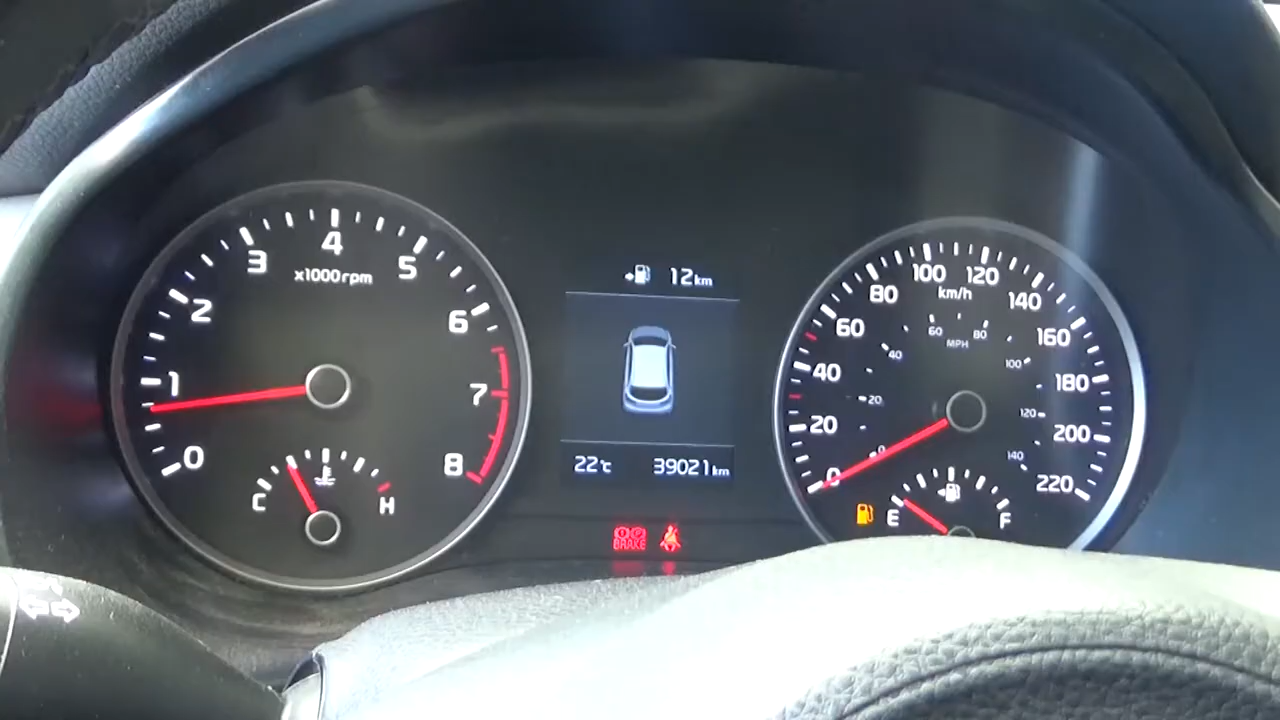 0 1 2 3 4 5 6 7 8
x1000rpm
C H
12km
22°C 39021km
BRAKE
0 20 40 60 80 100 120 140 160 180 200 220
km/h
0 20 40 60 80 100 120 140
MPH
E F